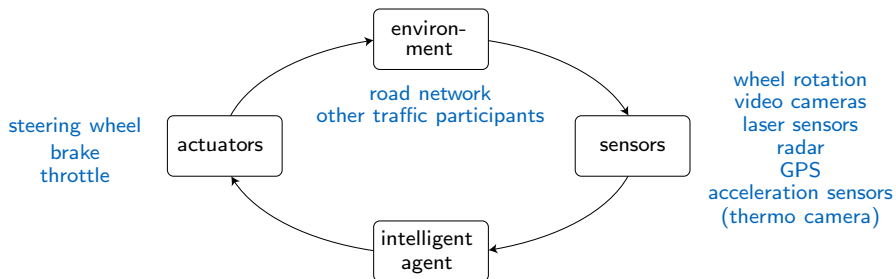 environ-
ment
road network
other traffic participants
steering wheel
brake
throttle
actuators
sensors
wheel rotation
video cameras
laser sensors
radar
GPS
acceleration sensors
(thermo camera)
intelligent
agent